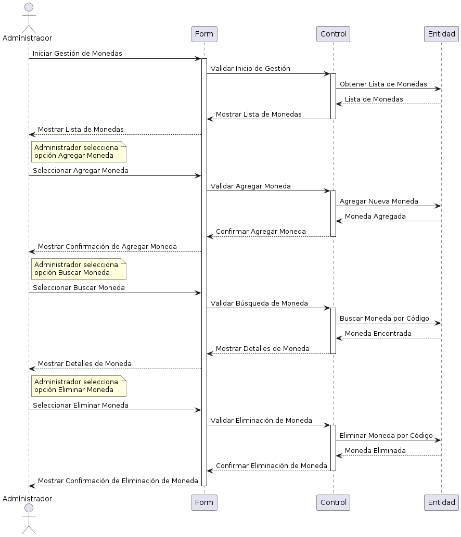 Administrador
Form
Control
Entidad
Iniciar Gestión de Monedas
Validar Inicio de Gestión
Obtener Lista de Monedas
Lista de Monedas
Mostrar Lista de Monedas
Mostrar Lista de Monedas
Administrador selecciona
opción Agregar Moneda
Seleccionar Agregar Moneda
Validar Agregar Moneda
Agregar Nueva Moneda
Moneda Agregada
Confirmar Agregar Moneda
Mostrar Confirmación de Agregar Moneda
Administrador selecciona
opción Buscar Moneda
Seleccionar Buscar Moneda
Validar Búsqueda de Moneda
Buscar Moneda por Código
Moneda Encontrada
Mostrar Detalles de Moneda
Mostrar Detalles de Moneda
Administrador selecciona
opción Eliminar Moneda
Seleccionar Eliminar Moneda
Validar Eliminación de Moneda
Eliminar Moneda por Código
Moneda Eliminada
Confirmar Eliminación de Moneda
Mostrar Confirmación de Eliminación de Moneda
Administrador
Form
Control
Entidad